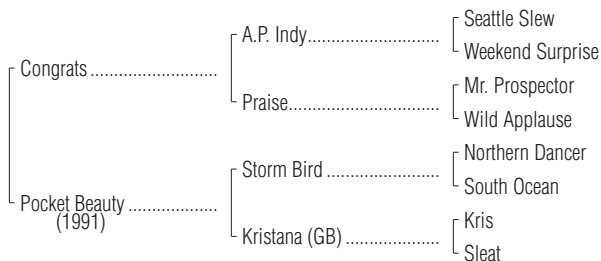 Seattle Slew
A.P. Indy........................................
Weekend Surprise
Congrats ..............................
Mr. Prospector
Praise.............................................
Wild Applause
Northern Dancer
Storm Bird ..................................
South Ocean
Pocket Beauty .....................
(1991)
Kris
Kristana (GB) ............................
Sleat